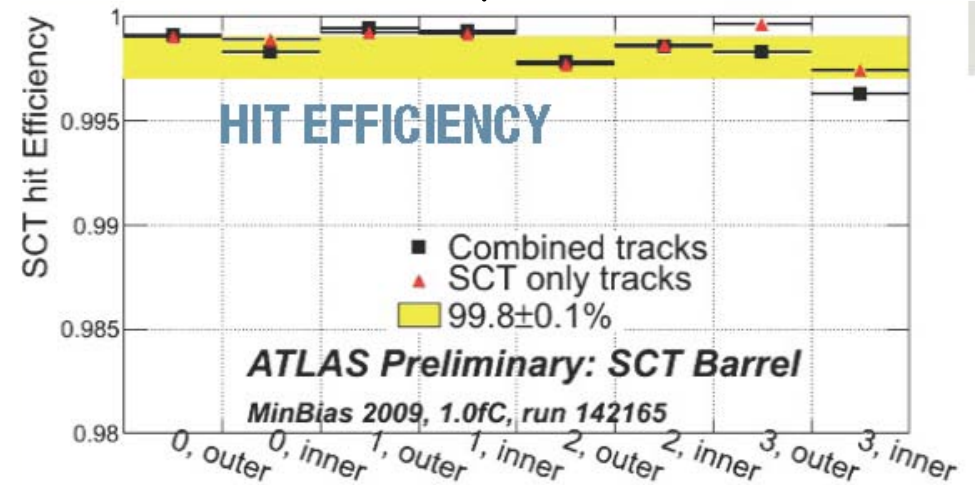 SCT hit Efficiency
1
0.995
0.99
0.985
0.98
HIT EFFICIENCY
Combined tracks
SCT only tracks
99.8±0.1%
ATLAS Preliminary: SCT Barrel
MinBias 2009, 1.0fC, run 142165
0, outer
0, inner
1, outer
1, inner
2, outer
2, inner
3, outer
3, inner